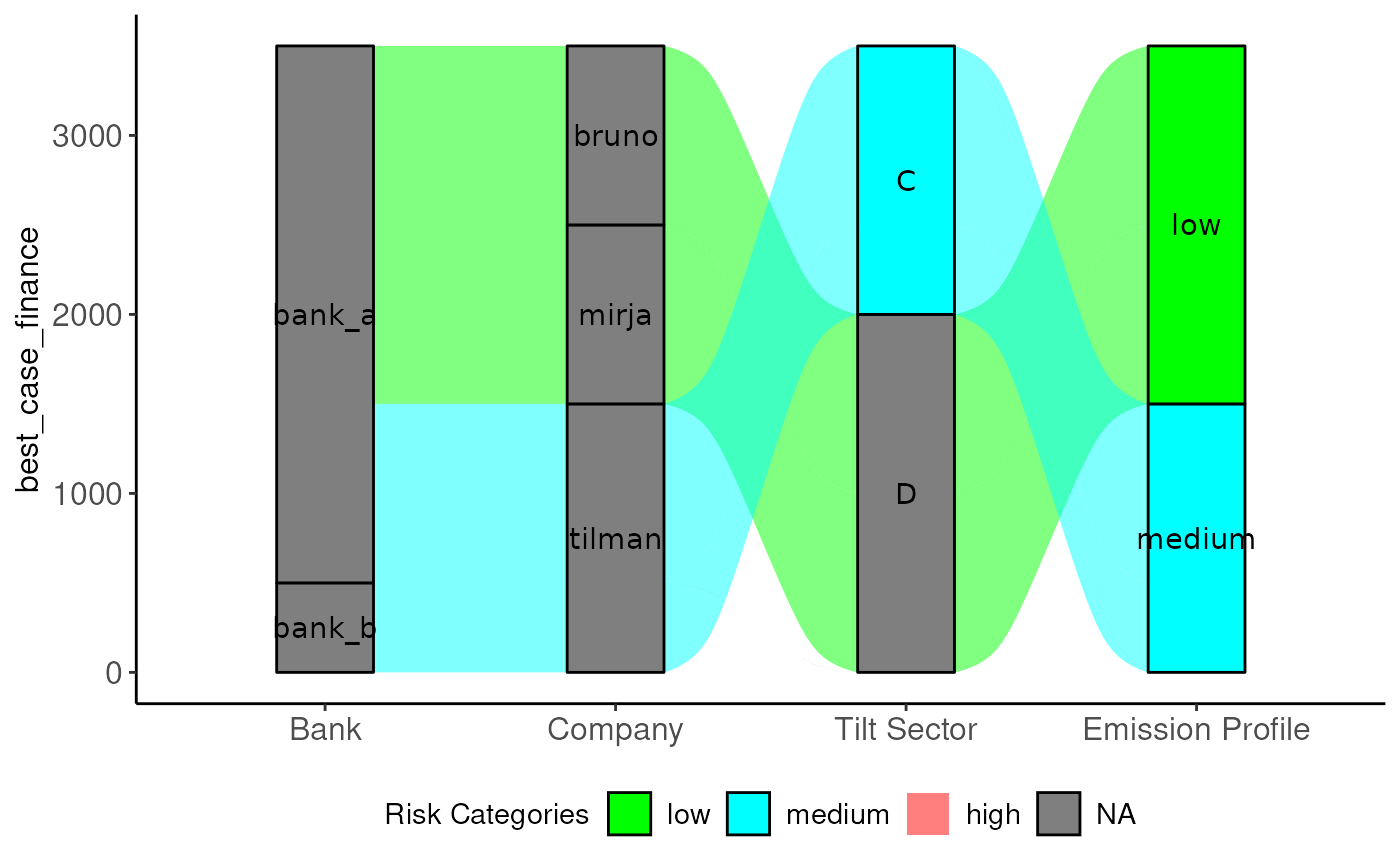 best_case_finance
3000
2000
1000
0
bank_a
bank_b
bruno
mirja
tilman
C
D
low
medium
Bank Company Tilt Sector Emission Profile
Risk Categories low medium high NA